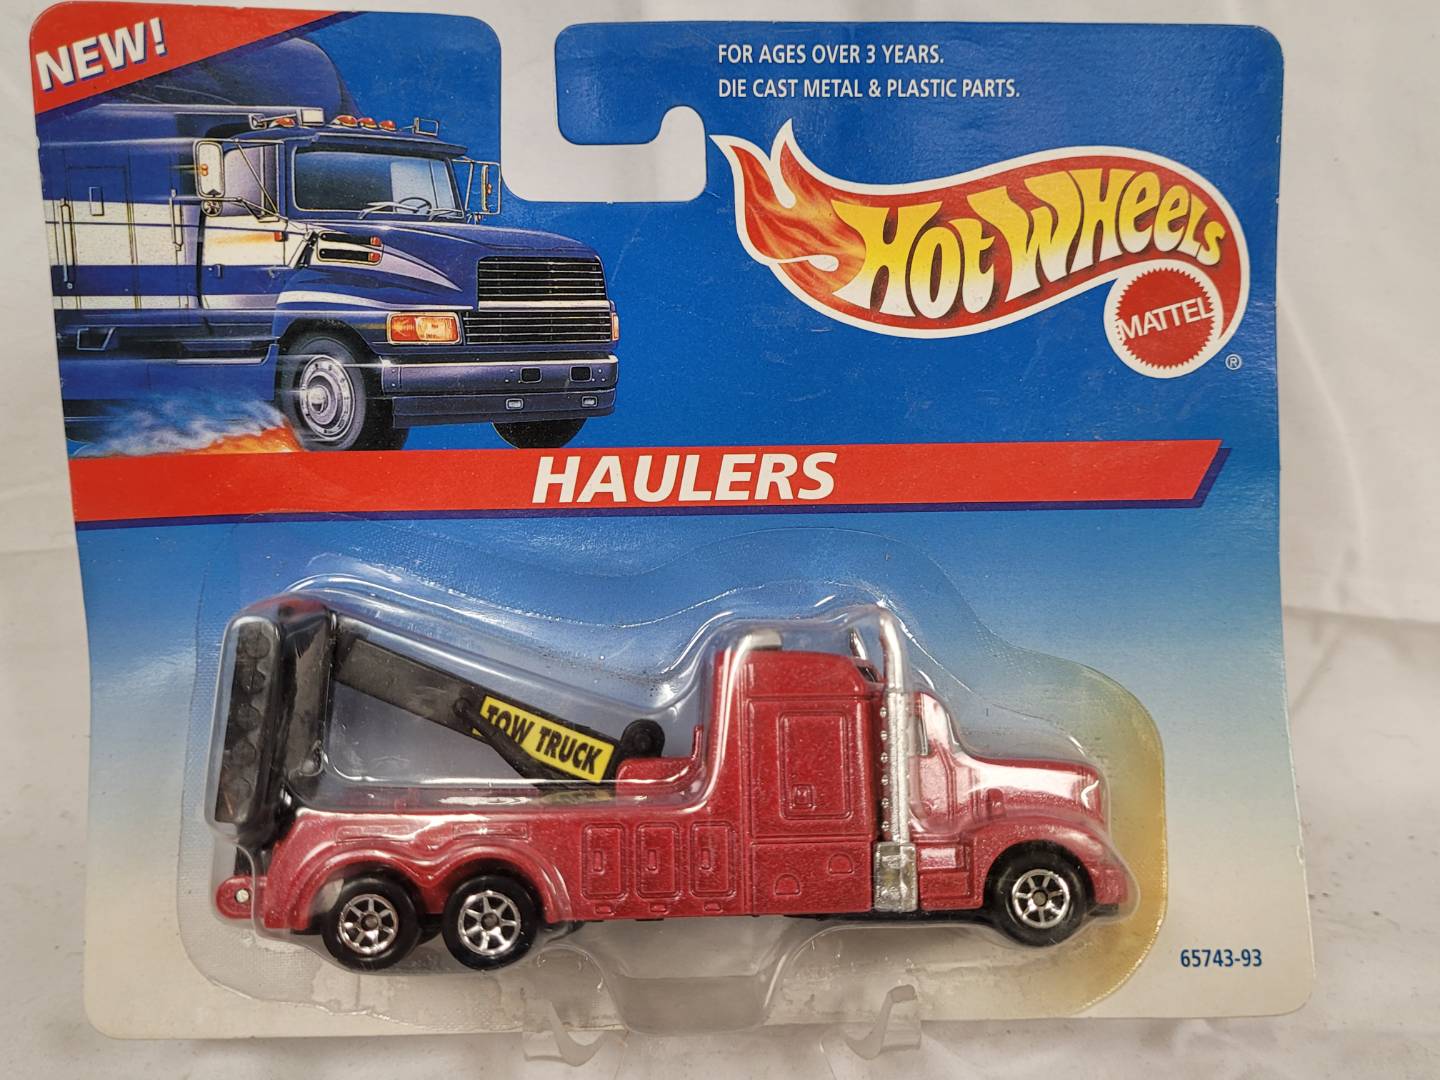 NEW!
FOR AGES OVER 3 YEARS.
DIE CAST METAL & PLASTIC PARTS.
HOT WHEELS
MATTEL
®
HAULERS
TOW TRUCK
65743-93